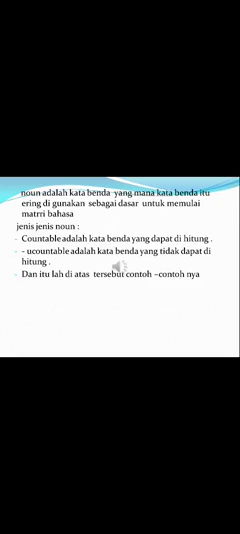 noun adalah kata benda yang mana kata benda itu
ering di gunakan sebagai dasar untuk memulai
matrri bahasa
jenis jenis noun :
- Countable adalah kata benda yang dapat di hitung .
- - ucountable adalah kata benda yang tidak dapat di
hitung .
- Dan itu lah di atas tersebut contoh –contoh nya